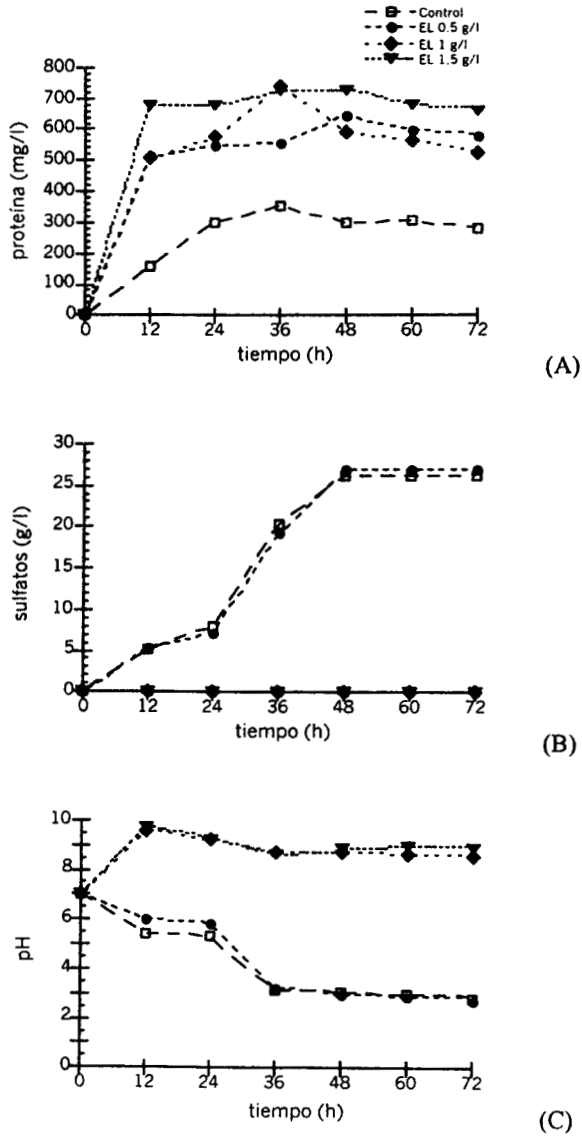 Control
EL 0.5 g/l
EL 1 g/l
EL 1.5 g/l
800
700
600
500
400
300
200
100
0
proteína (mg/l)
0 12 24 36 48 60 72
tiempo (h)
(A)
30
25
20
15
10
5
0
sulfatos (g/l)
0 12 24 36 48 60 72
tiempo (h)
(B)
10
8
6
4
2
0
pH
0 12 24 36 48 60 72
tiempo (h)
(C)